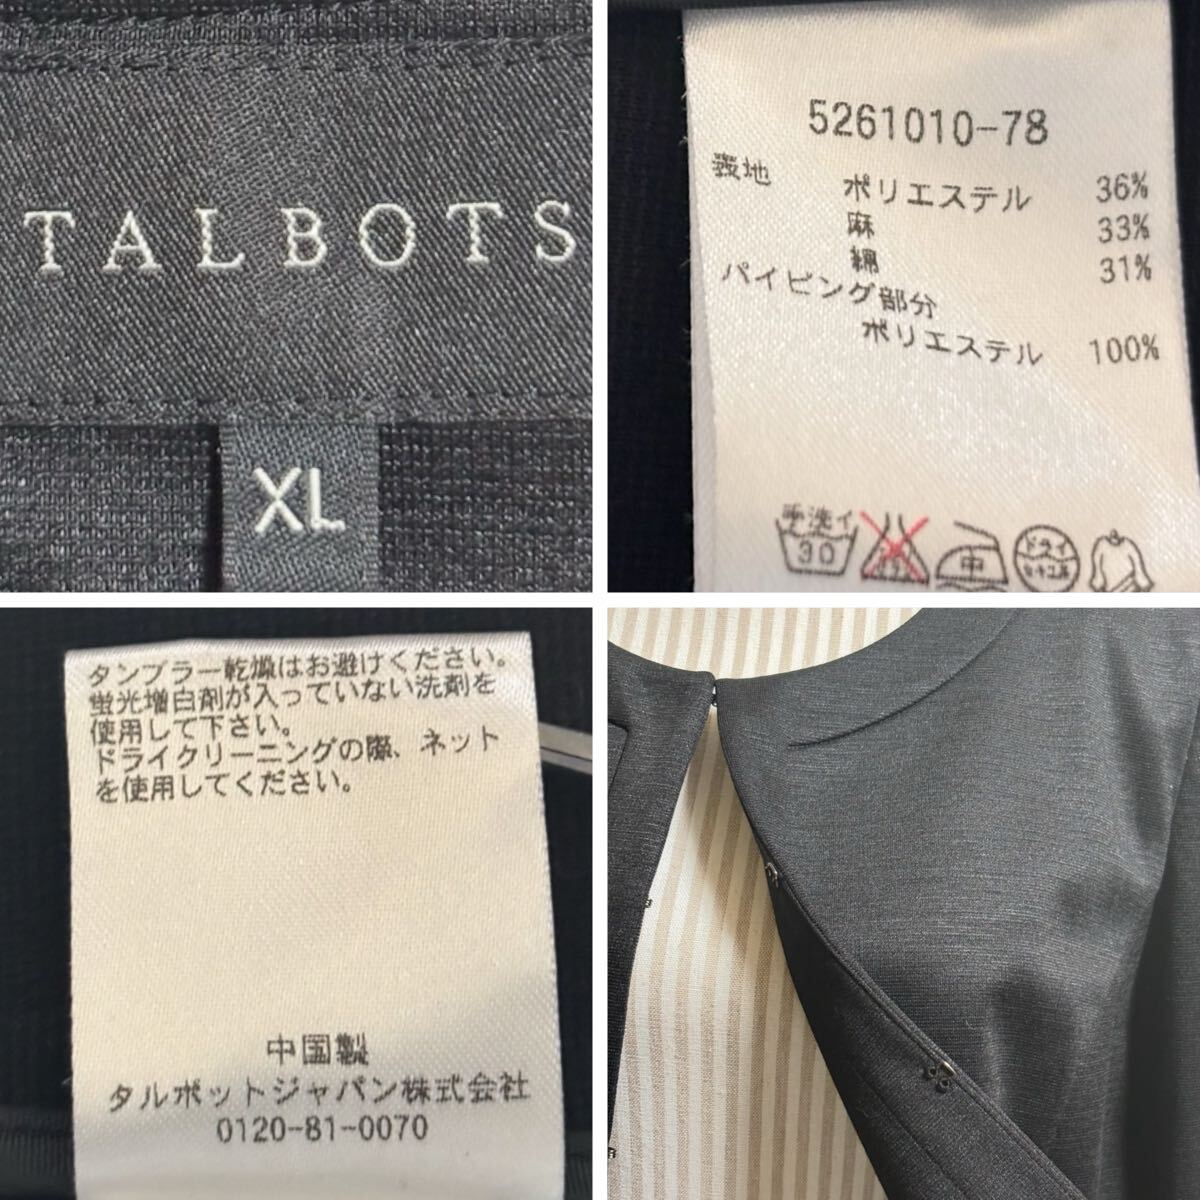 TALBOTS
XL
5261010-78
表地 ポリエステル 36%
麻 33%
綿 31%
パイピング部分
ポリエステル 100%
手洗イ
30
中
ドライ
タンブラー乾燥はお避けください。
蛍光増白剤が入っていない洗剤を
使用して下さい。
ドライクリーニングの際、ネット
を使用してください。
中国製
タルボットジャパン株式会社
0120-81-0070